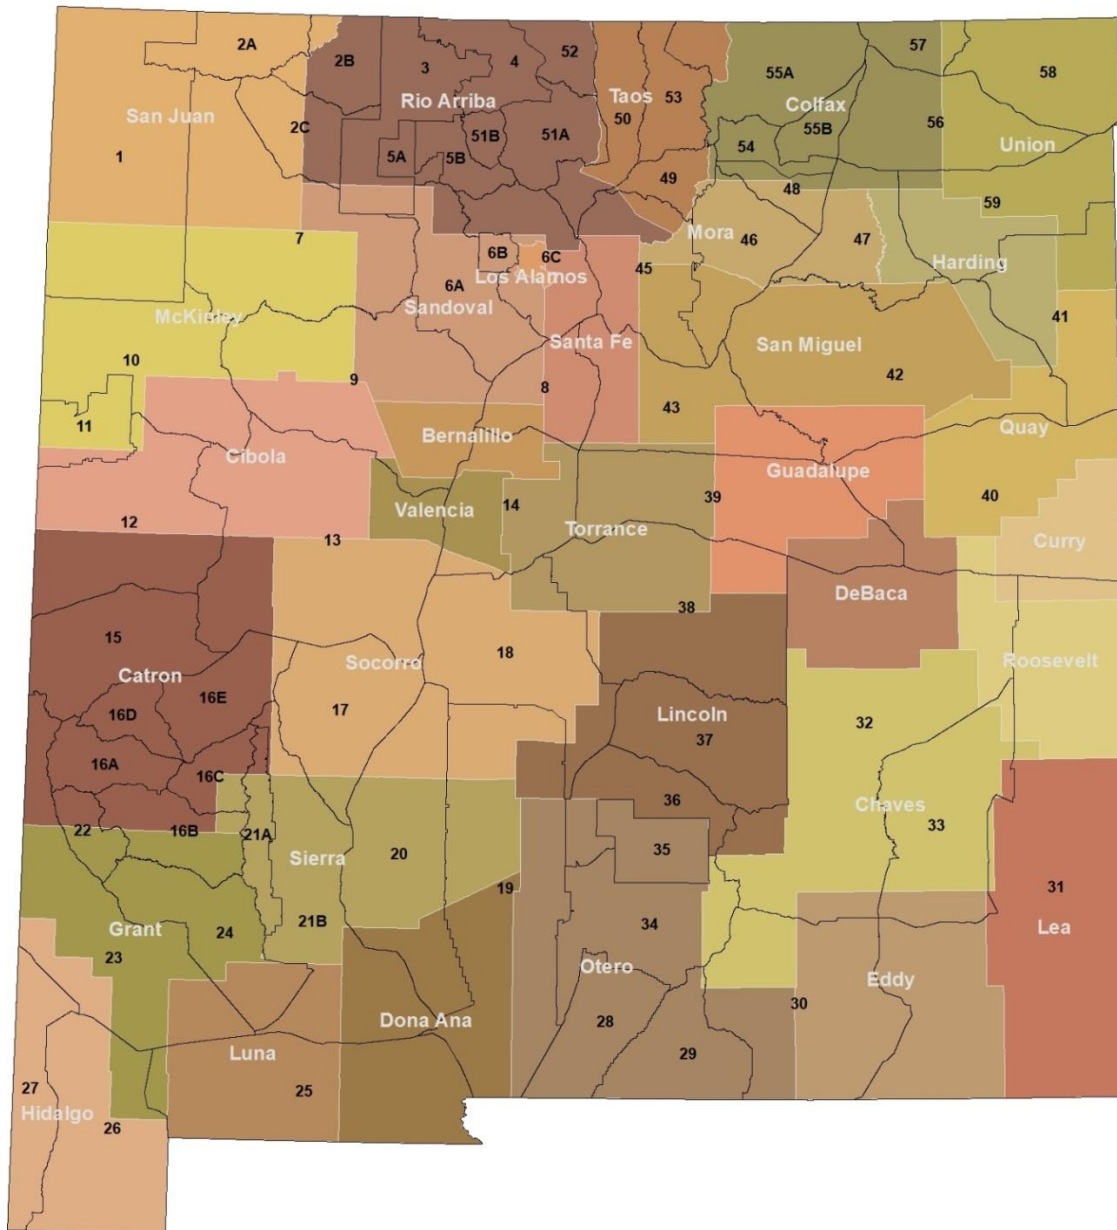 2A
2B
3
4
52
57
58
55A
Rio Arriba
Taos
53
Colfax
San Juan
2C
50
51B
51A
55B
56
54
Union
1
5A
5B
49
48
59
7
Mora
46
47
6B
6C
45
Harding
Los Alamos
6A
Sandoval
McKinley
41
10
Santa Fe
San Miguel
9
8
42
11
43
Bernalillo
Quay
Cibola
Guadalupe
12
Valencia
14
39
40
13
Torrance
Curry
DeBaca
38
15
Socorro
18
Roosevelt
Catron
16E
16D
17
Lincoln
32
37
16A
16C
36
Chaves
22
16B
21A
33
Sierra
20
35
19
31
Grant
24
21B
34
Lea
23
Otero
Eddy
Dona Ana
28
30
Luna
29
27
25
Hidalgo
26